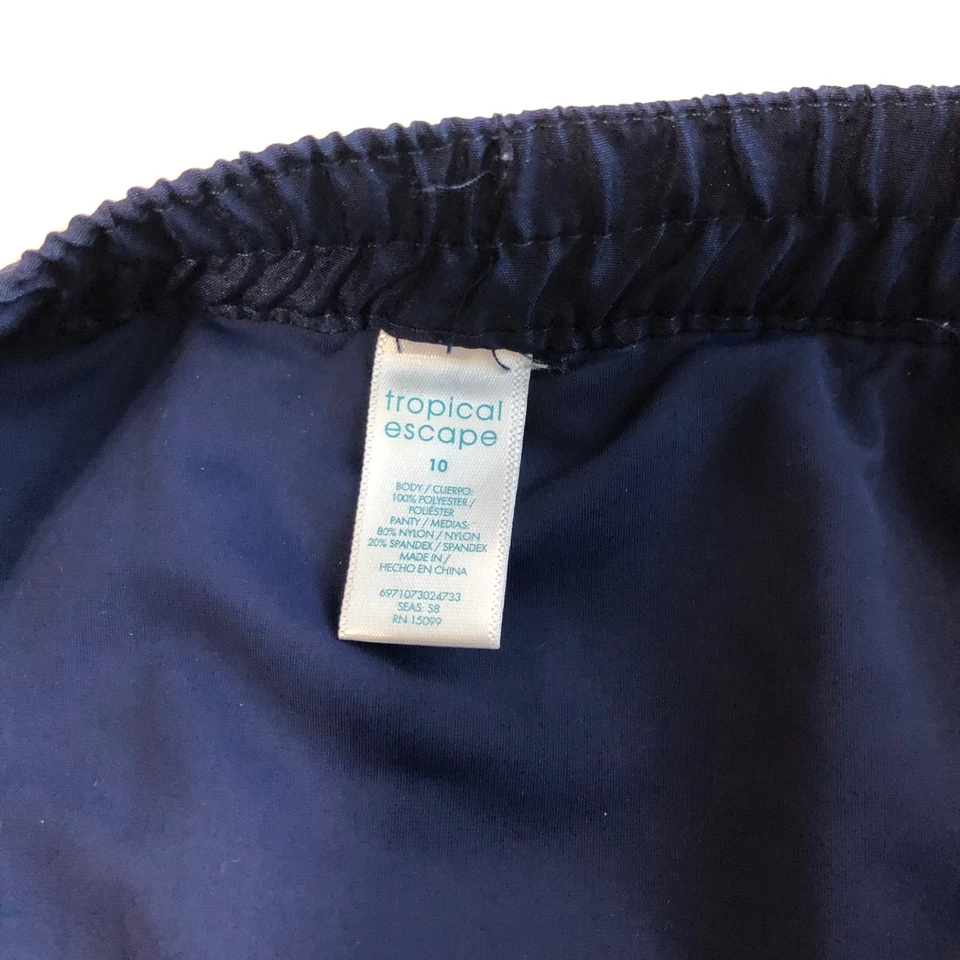 tropical
escape
10
BODY / CUERPO:
100% POLYESTER /
POLIÉSTER
PANTY / MEDIAS:
80% NYLON / NYLON
20% SPANDEX / SPANDEX
MADE IN /
HECHO EN CHINA
6971073024733
SEAS: S8
RN 15099